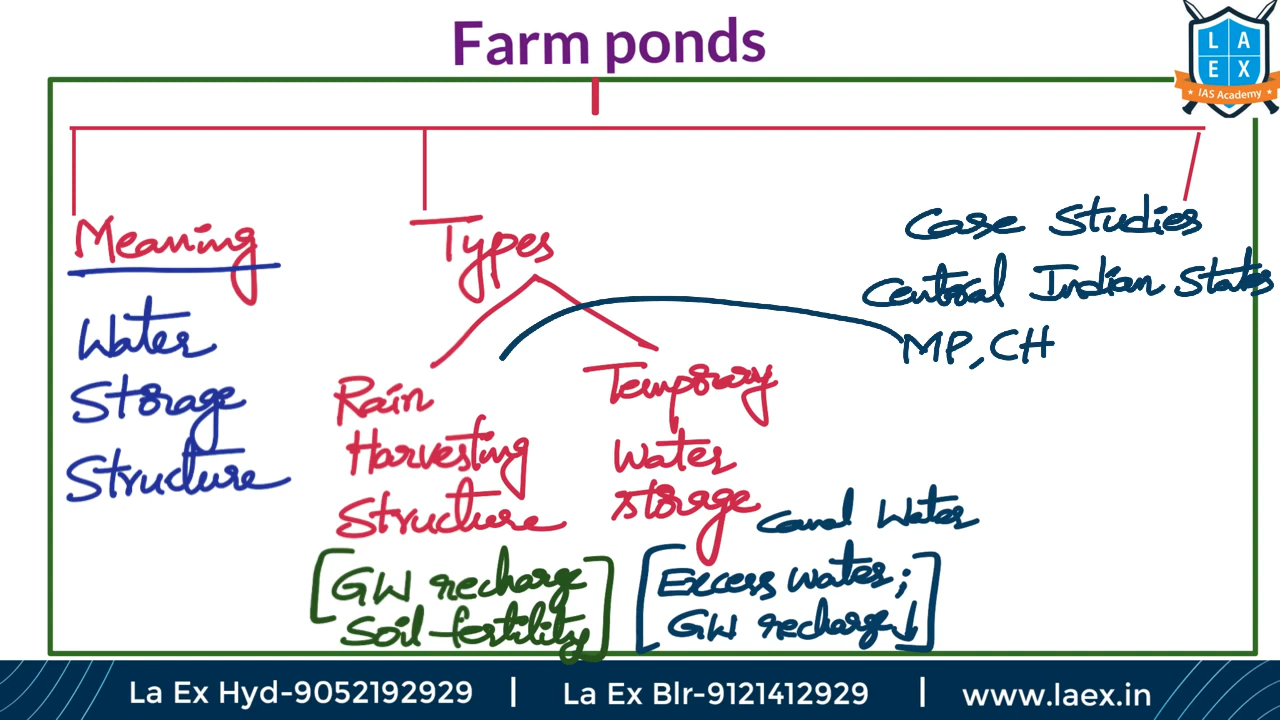 Farm ponds
L A
E X
IAS Academy
Meaning
Water
Storage
Structure
Types
Rain
Harvesting
Structure
[GW recharge
Soil fertility]
Temporary
Water
Storage
Canal Water
[Excess water;
GW recharge↓]
Case Studies
Central Indian States
MP, CH
La Ex Hyd-9052192929 | La Ex Blr-9121412929 | www.laex.in